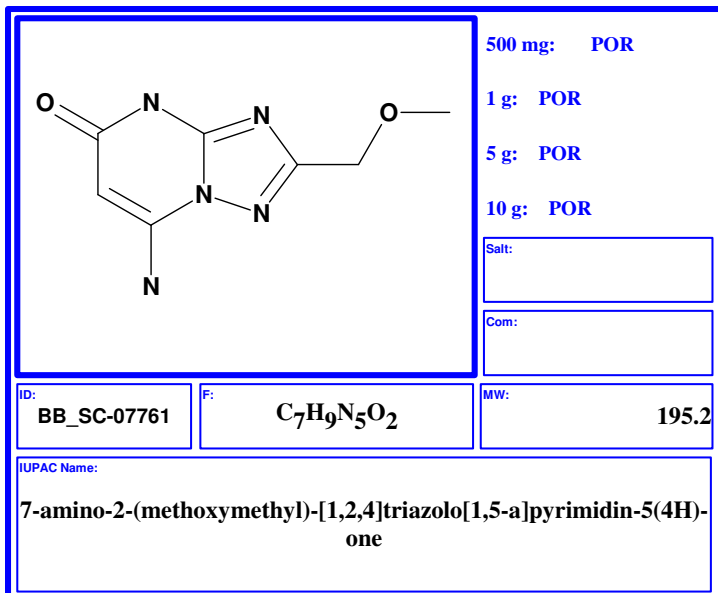 500 mg: POR
1 g: POR
5 g: POR
10 g: POR
O
N
N
N
N
O
N
Salt:
Com:
ID:
BB_SC-07761
F:
C7H9N5O2
MW:
195.2
IUPAC Name:
7-amino-2-(methoxymethyl)-[1,2,4]triazolo[1,5-a]pyrimidin-5(4H)-
one